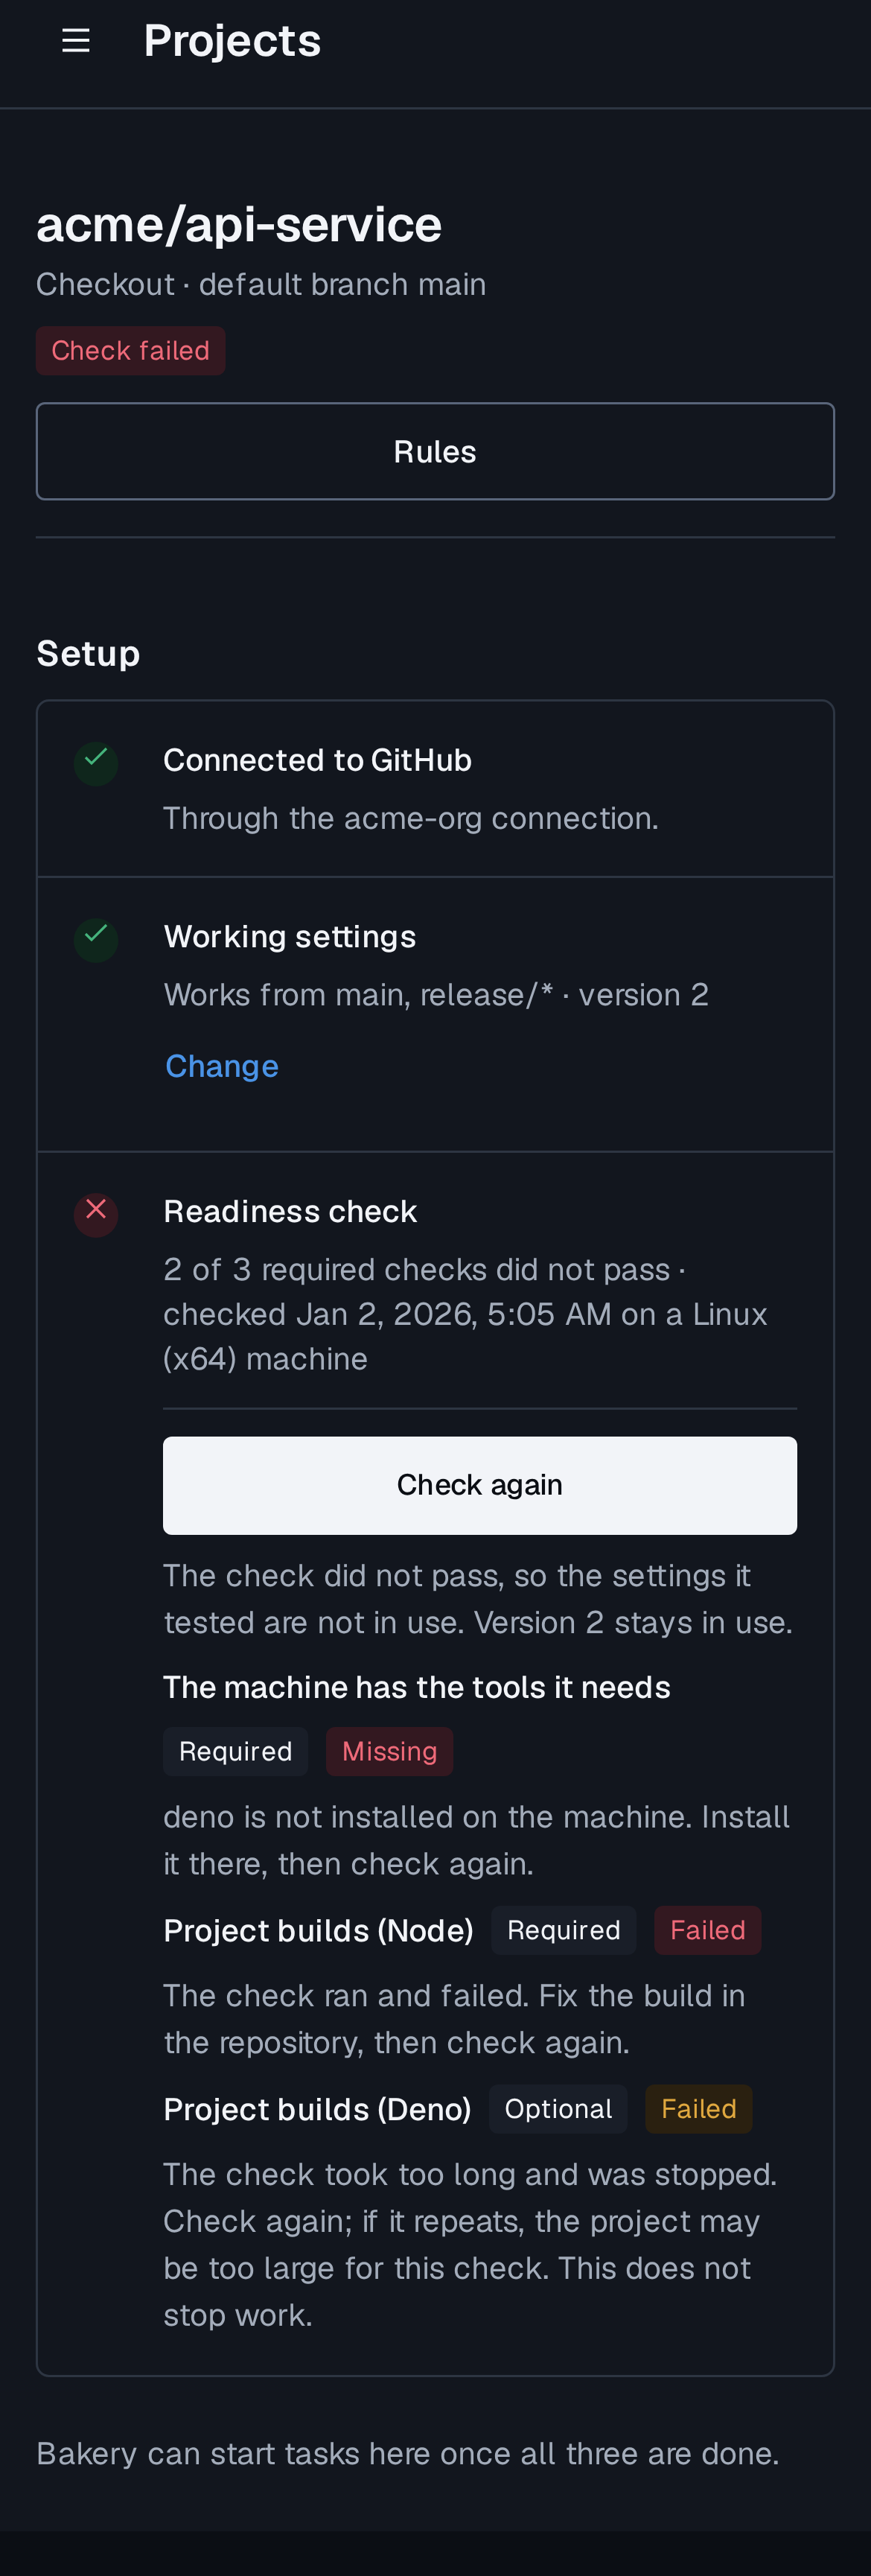 Projects
acme/api-service
Checkout · default branch main
Check failed
Rules
Setup
Connected to GitHub
Through the acme-org connection.
Working settings
Works from main, release/* · version 2
Change
Readiness check
2 of 3 required checks did not pass ·
checked Jan 2, 2026, 5:05 AM on a Linux
(x64) machine
Check again
The check did not pass, so the settings it
tested are not in use. Version 2 stays in use.
The machine has the tools it needs
Required Missing
deno is not installed on the machine. Install
it there, then check again.
Project builds (Node) Required Failed
The check ran and failed. Fix the build in
the repository, then check again.
Project builds (Deno) Optional Failed
The check took too long and was stopped.
Check again; if it repeats, the project may
be too large for this check. This does not
stop work.
Bakery can start tasks here once all three are done.